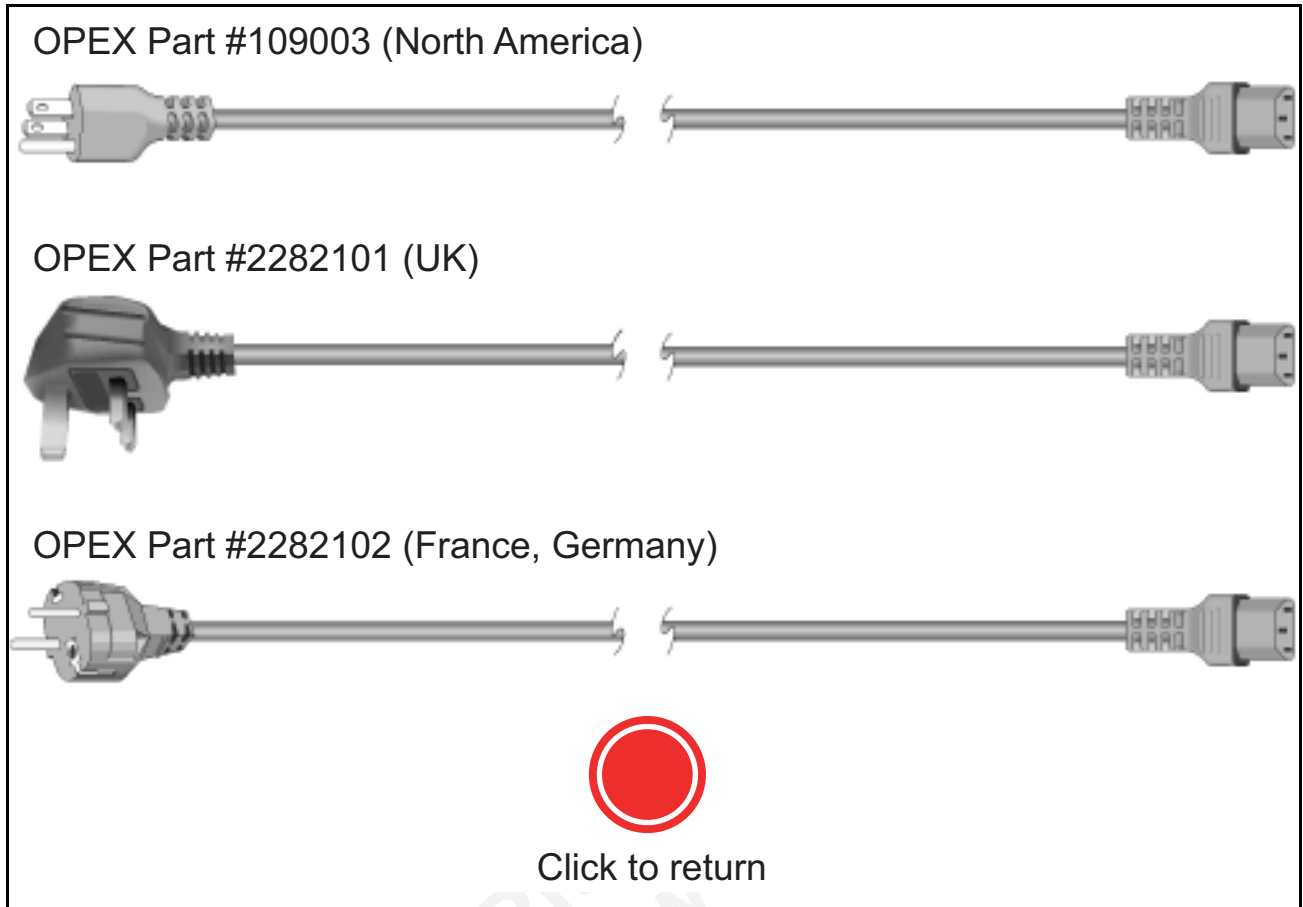 OPEX Part #109003 (North America)
OPEX Part #2282101 (UK)
OPEX Part #2282102 (France, Germany)
Click to return